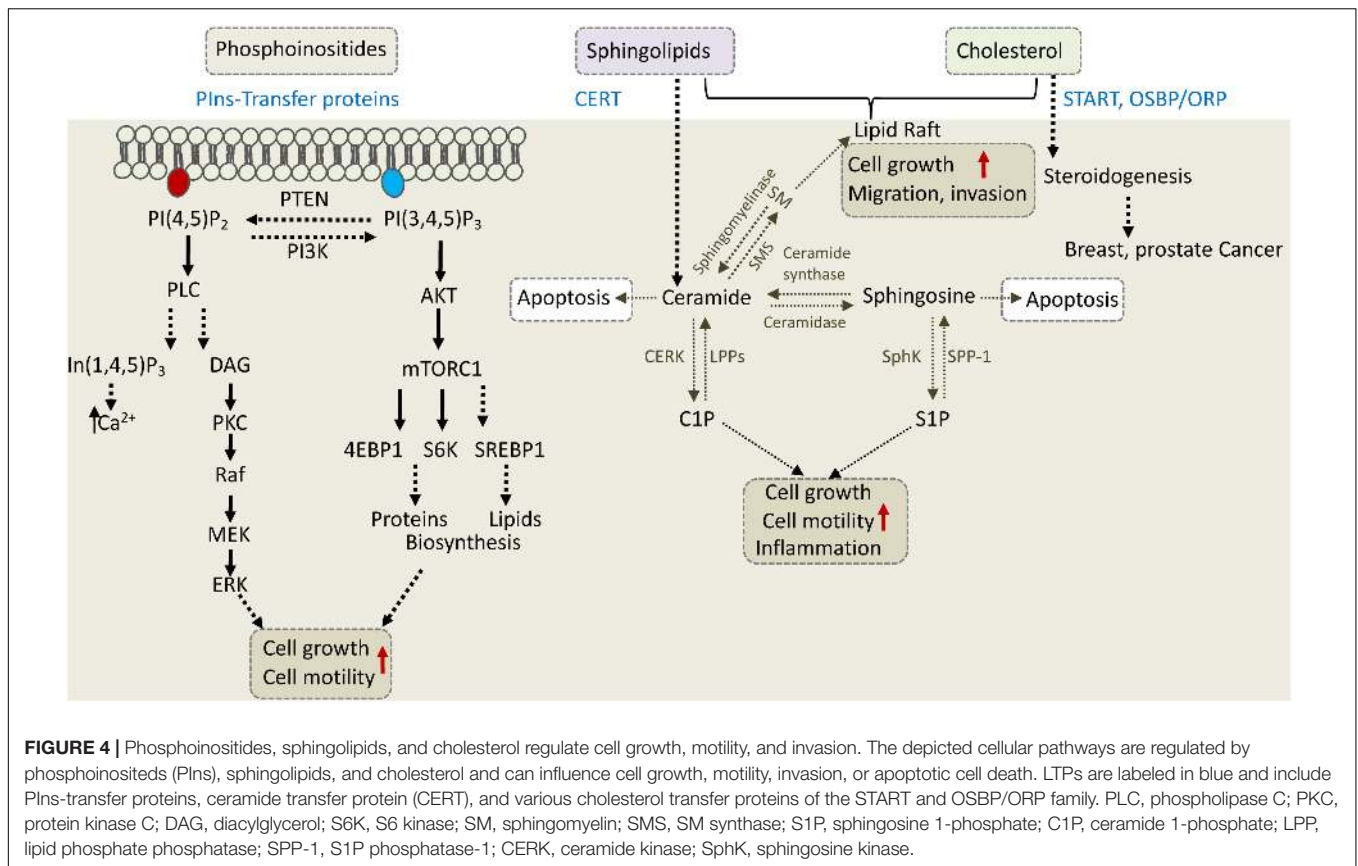 Phosphoinositides
Sphingolipids
Cholesterol
PIns-Transfer proteins
CERT
START, OSBP/ORP
Lipid Raft
Cell growth
Migration, invasion
Steroidogenesis
Breast, prostate Cancer
PTEN
PI(4,5)P2
PI(3,4,5)P3
PI3K
PLC
AKT
In(1,4,5)P3
DAG
mTORC1
Ca2+
PKC
4EBP1
S6K
SREBP1
Raf
Proteins
Lipids
Biosynthesis
MEK
ERK
Cell growth
Cell motility
Sphingomyelinase
SM
SMS
Ceramide
synthase
Apoptosis
Ceramide
Sphingosine
Apoptosis
Ceramidase
CERK
LPPs
SphK
SPP-1
C1P
S1P
Cell growth
Cell motility
Inflammation
FIGURE 4 | Phosphoinositides, sphingolipids, and cholesterol regulate cell growth, motility, and invasion. The depicted cellular pathways are regulated by
phosphoinositeds (PIns), sphingolipids, and cholesterol and can influence cell growth, motility, invasion, or apoptotic cell death. LTPs are labeled in blue and include
PIns-transfer proteins, ceramide transfer protein (CERT), and various cholesterol transfer proteins of the START and OSBP/ORP family. PLC, phospholipase C; PKC,
protein kinase C; DAG, diacylglycerol; S6K, S6 kinase; SM, sphingomyelin; SMS, SM synthase; S1P, sphingosine 1-phosphate; C1P, ceramide 1-phosphate; LPP,
lipid phosphate phosphatase; SPP-1, S1P phosphatase-1; CERK, ceramide kinase; SphK, sphingosine kinase.